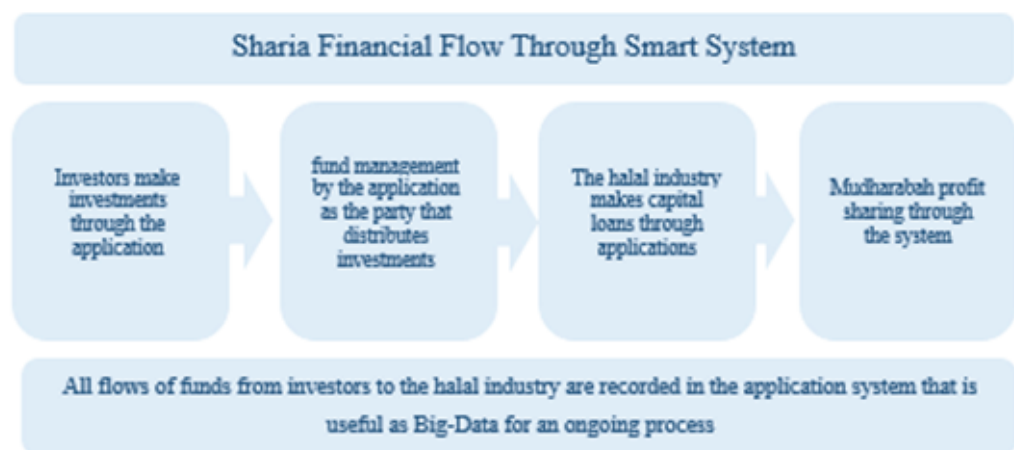 Sharia Financial Flow Through Smart System
Investors make
investments
through the
application
fund management
by the application
as the party that
distributes
investments
The halal industry
makes capital
loans through
applications
Mudharabah profit
sharing through
the system
All flows of funds from investors to the halal industry are recorded in the application system that is
useful as Big-Data for an ongoing process